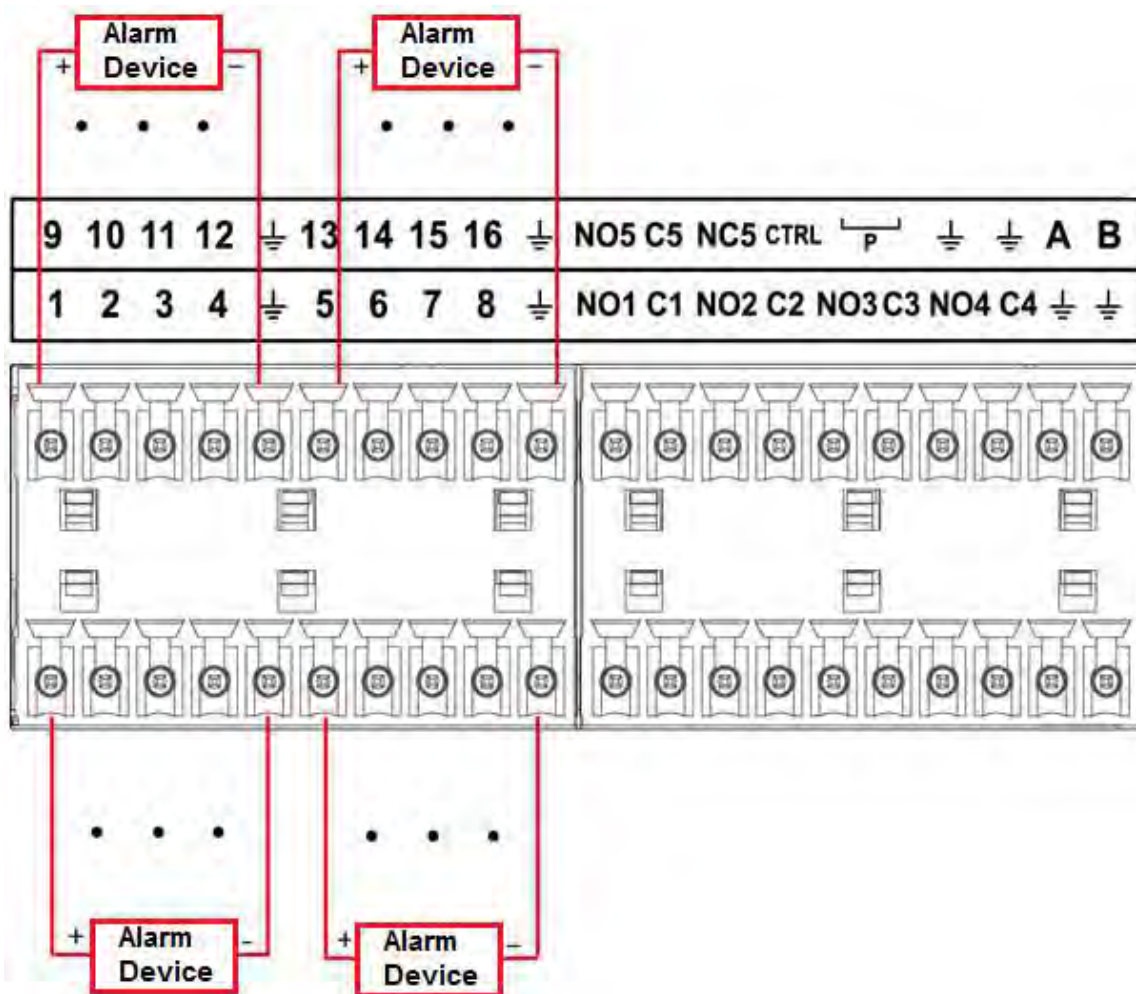 Alarm Device
Alarm Device
+ − + −
9 10 11 12 ⏚ 13 14 15 16 ⏚ NO5 C5 NC5 CTRL P ⏚ ⏚ A B
1 2 3 4 ⏚ 5 6 7 8 ⏚ NO1 C1 NO2 C2 NO3 C3 NO4 C4 ⏚ ⏚
+ - + −
Alarm Device
Alarm Device